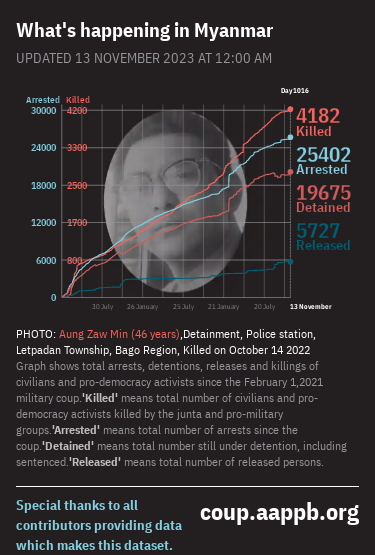 What's happening in Myanmar
UPDATED 13 NOVEMBER 2023 AT 12:00 AM
Day1016
Arrested Killed
30000 4200
24000 3300
18000 2500
12000 1700
6000 800
0
4182
Killed
25402
Arrested
19675
Detained
5727
Released
30 July 26 January 25 July 21 January 20 July 13 November
PHOTO: Aung Zaw Min (46 years),Detainment, Police station,
Letpadan Township, Bago Region, Killed on October 14 2022
Graph shows total arrests, detentions, releases and killings of
civilians and pro-democracy activists since the February 1,2021
military coup.'Killed' means total number of civilians and pro-
democracy activists killed by the junta and pro-military
groups.'Arrested' means total number of arrests since the
coup.'Detained' means total number still under detention, including
sentenced.'Released' means total number of released persons.
Special thanks to all
contributors providing data
which makes this dataset.
coup.aappb.org